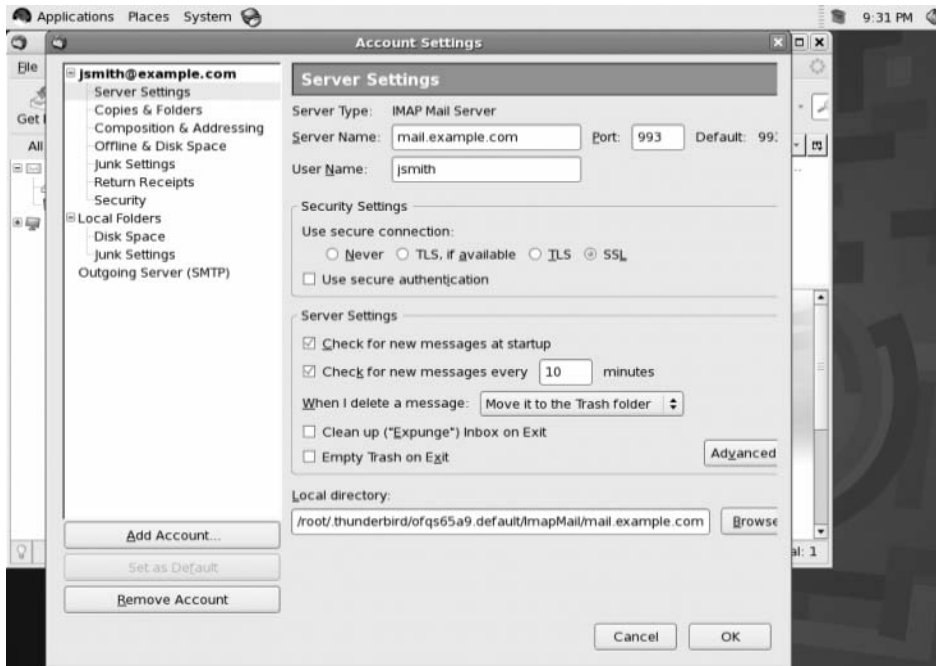 Applications Places System
9:31 PM
Account Settings
File
Get
All
jsmith@example.com
Server Settings
Copies & Folders
Composition & Addressing
Offline & Disk Space
Junk Settings
Return Receipts
Security
Local Folders
Disk Space
Junk Settings
Outgoing Server (SMTP)
Add Account...
Set as Default
Remove Account
Server Settings
Server Type: IMAP Mail Server
Server Name: mail.example.com Port: 993 Default: 993
User Name: jsmith
Security Settings
Use secure connection:
Never TLS, if available TLS SSL
Use secure authentication
Server Settings
Check for new messages at startup
Check for new messages every 10 minutes
When I delete a message: Move it to the Trash folder
Clean up ("Expunge") Inbox on Exit
Empty Trash on Exit
Advanced
Local directory:
/root/.thunderbird/ofqs65a9.default/ImapMail/mail.example.com Browse
al: 1
Cancel OK